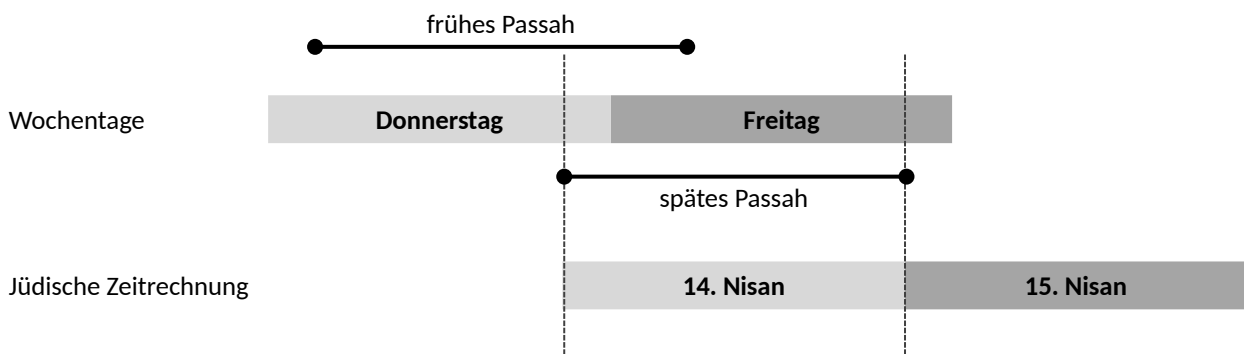 frühes Passah
Wochentage Donnerstag Freitag
spätes Passah
Jüdische Zeitrechnung 14. Nisan 15. Nisan